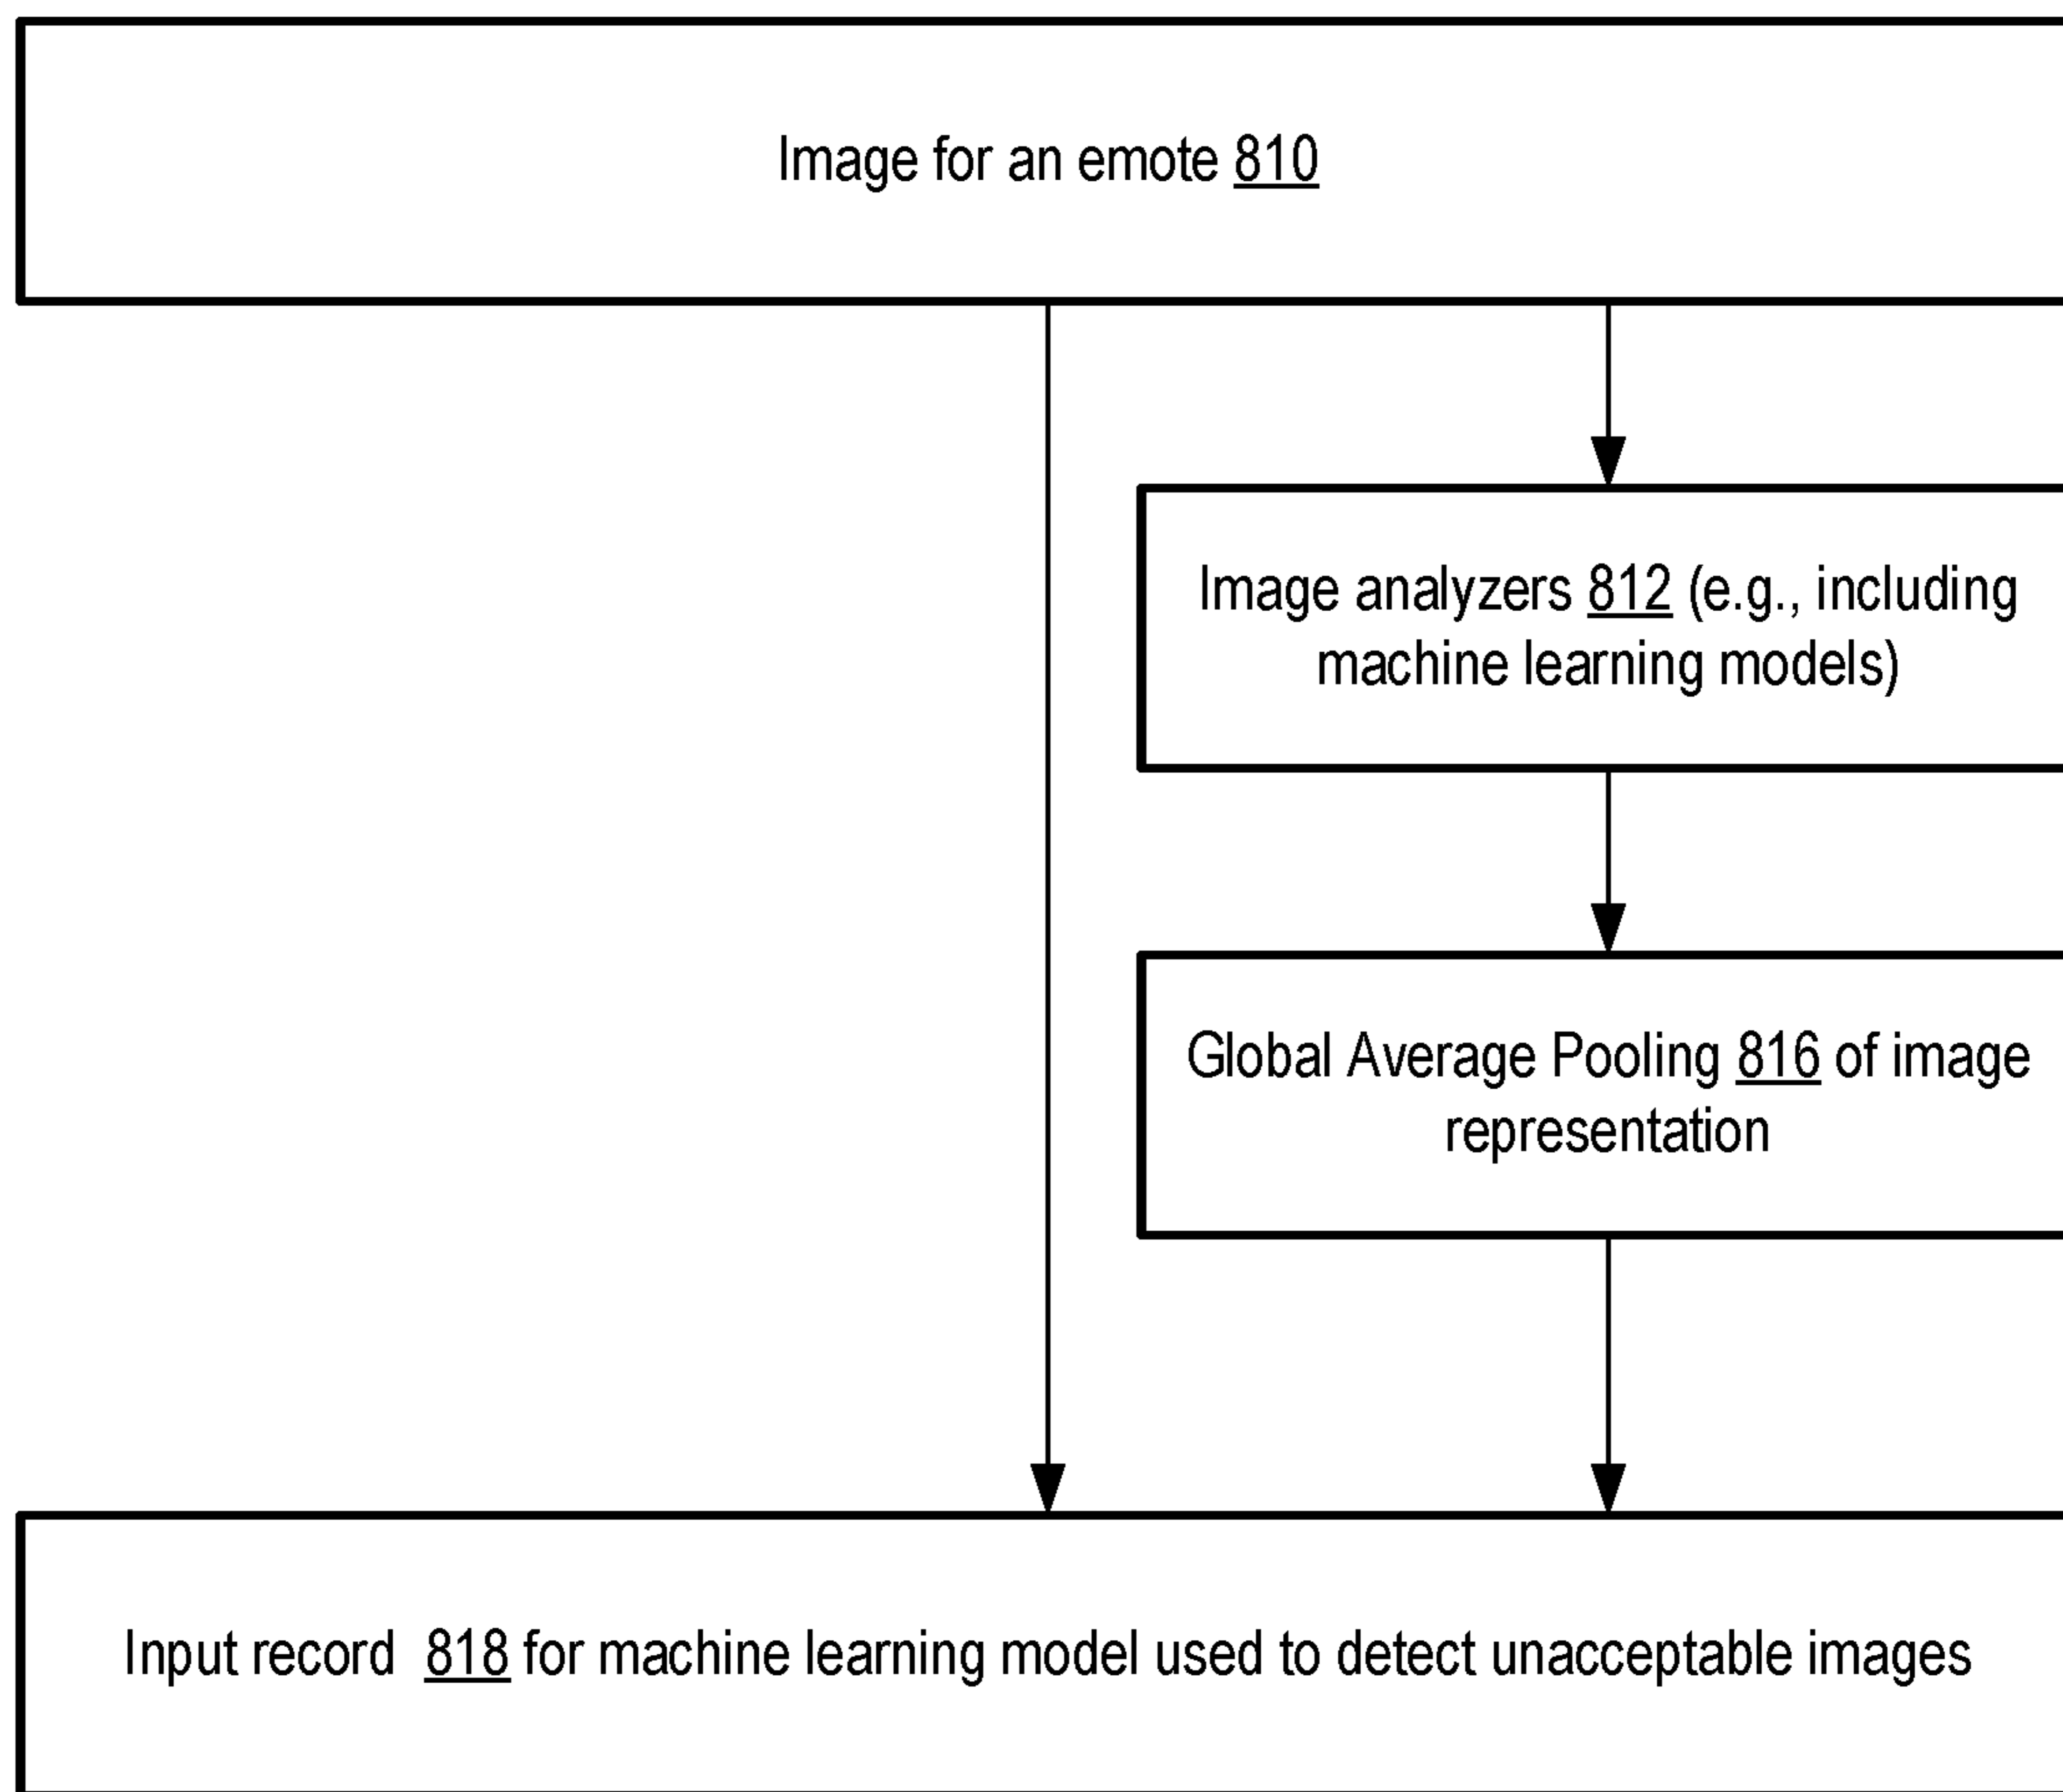 Image for an emote 810
Image analyzers 812 (e.g., including
machine learning models)
Global Average Pooling 816 of image
representation
Input record 818 for machine learning model used to detect unacceptable images